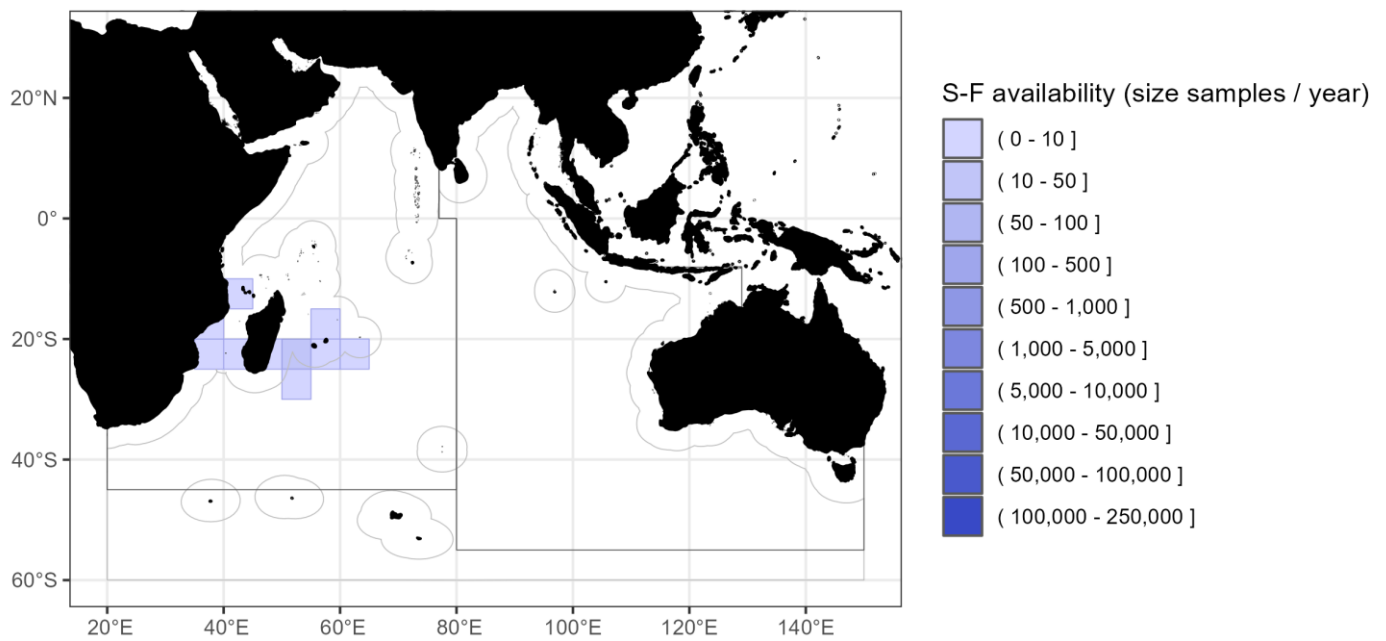 S-F availability (size samples / year)
( 0 - 10 ]
( 10 - 50 ]
( 50 - 100 ]
( 100 - 500 ]
( 500 - 1,000 ]
( 1,000 - 5,000 ]
( 5,000 - 10,000 ]
( 10,000 - 50,000 ]
( 50,000 - 100,000 ]
( 100,000 - 250,000 ]
20°N
0°
20°S
40°S
60°S
20°E 40°E 60°E 80°E 100°E 120°E 140°E